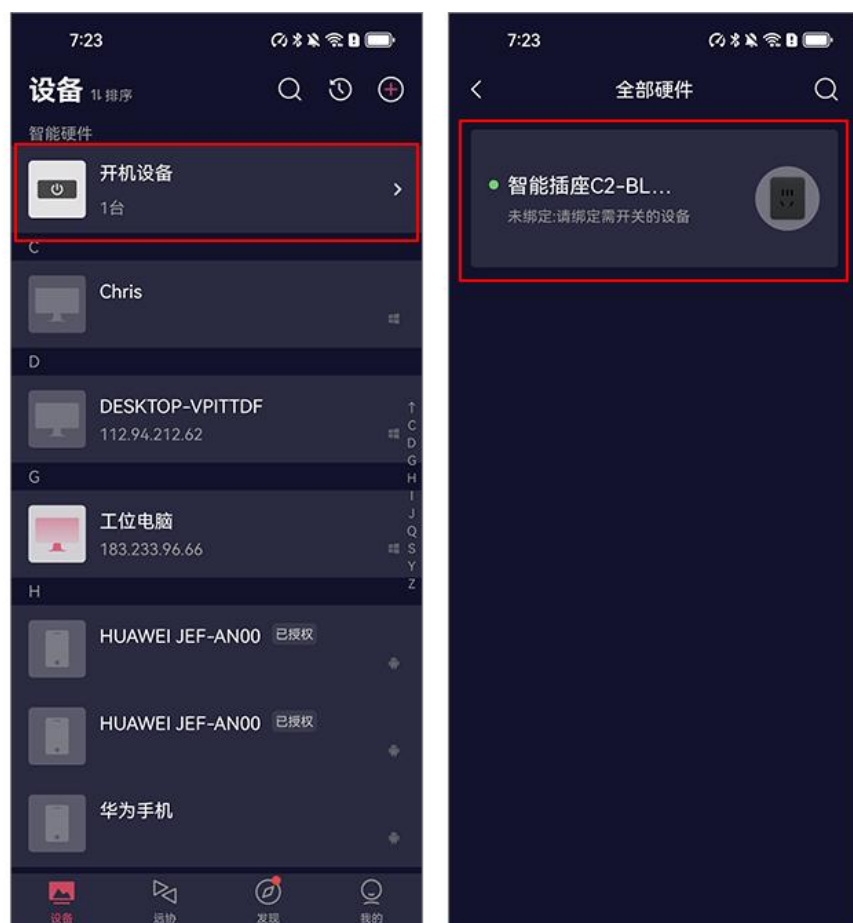 7:23
设备 排序
智能硬件
开机设备
1台
C
Chris
D
DESKTOP-VPITTDF
112.94.212.62
G
工位电脑
183.233.96.66
H
HUAWEI JEF-AN00 已授权
HUAWEI JEF-AN00 已授权
华为手机
C
D
G
H
I
J
Q
S
Y
Z
设备 远协 发现 我的
7:23
全部硬件
智能插座C2-BL...
未绑定:请绑定需开关的设备